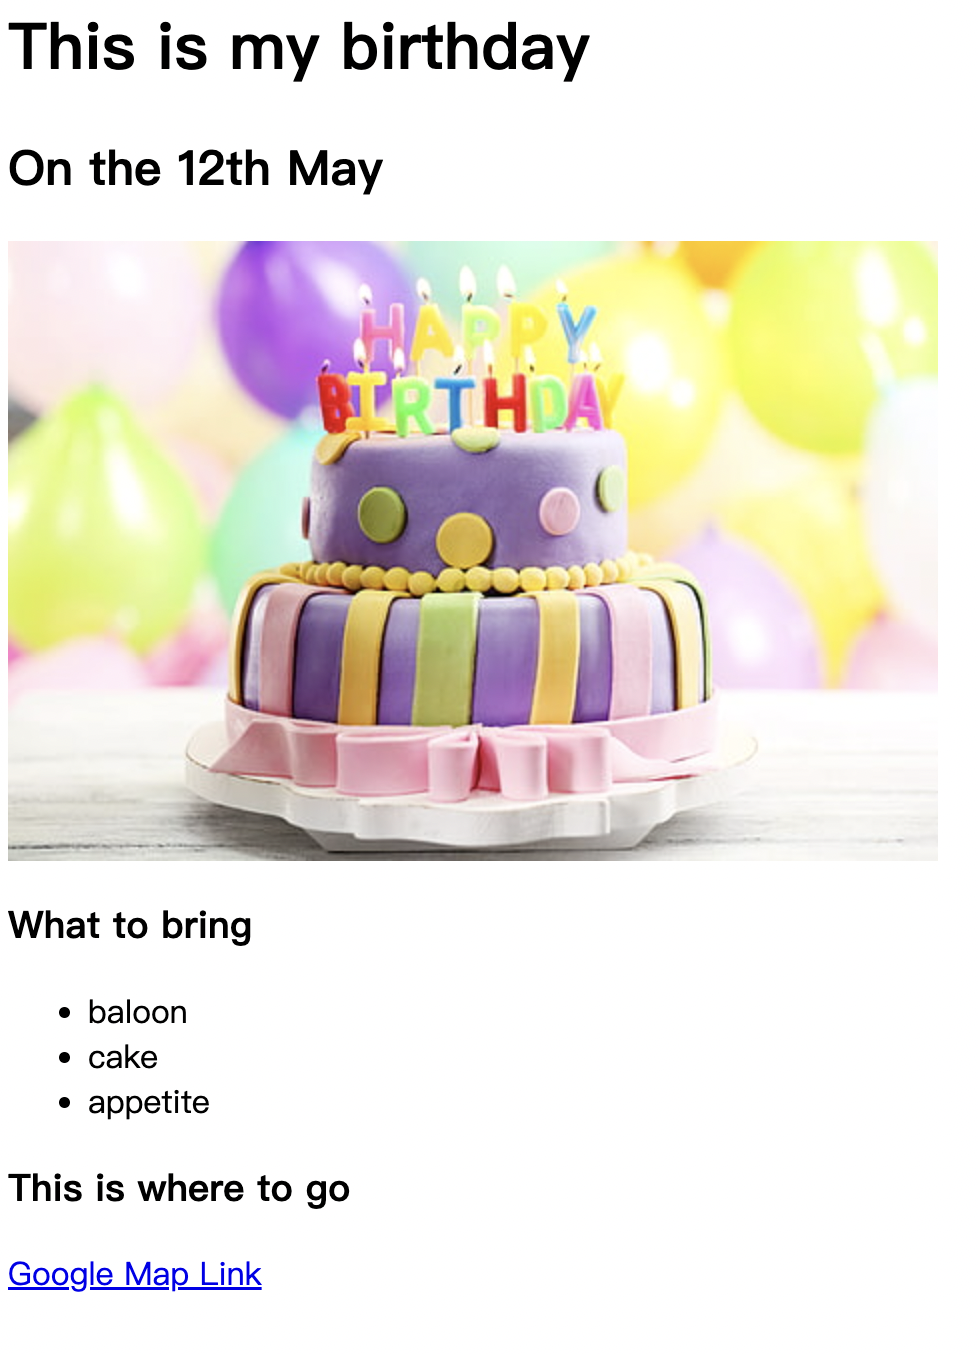 This is my birthday
On the 12th May
HAPPY
BIRTHDAY
What to bring
baloon
cake
appetite
This is where to go
Google Map Link